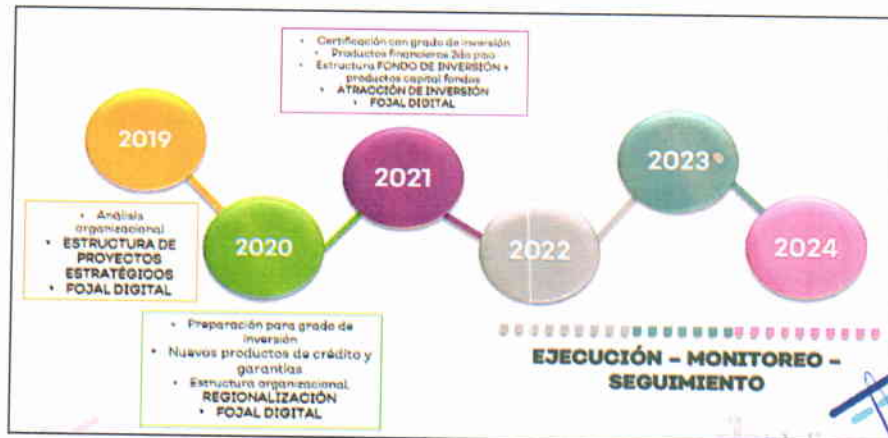 • Certificación con grado de inversión
• Productos financieros 2do piso
• Estructura FONDO DE INVERSIÓN +
productos capital fondos
• ATRACCIÓN DE INVERSIÓN
• FOJAL DIGITAL
2019
2021
2023
2020
2022
2024
• Análisis
organizacional
• ESTRUCTURA DE
PROYECTOS
ESTRATÉGICOS
• FOJAL DIGITAL
• Preparación para grado de
inversión
• Nuevos productos de crédito y
garantías
• Estructura organizacional
REGIONALIZACIÓN
• FOJAL DIGITAL
EJECUCIÓN – MONITOREO –
SEGUIMIENTO